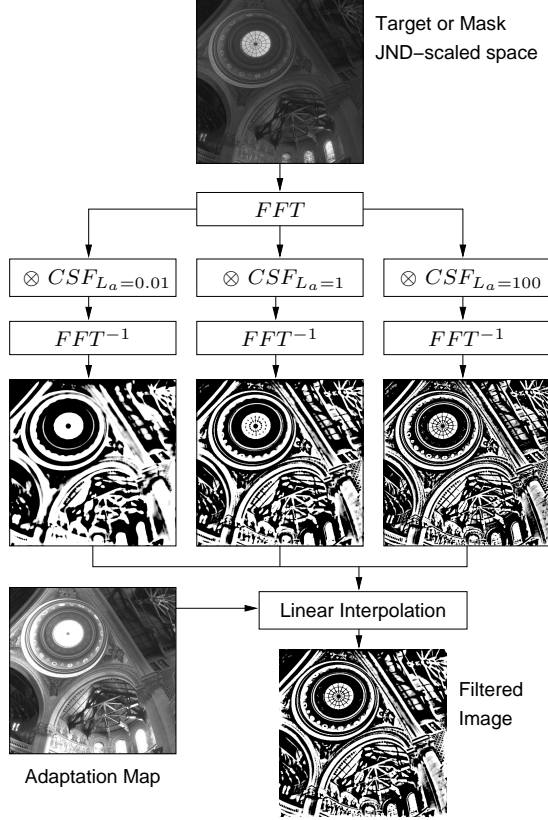 Target or Mask
JND−scaled space
FFT
⊗ CSF_{L_a=0.01}
⊗ CSF_{L_a=1}
⊗ CSF_{L_a=100}
FFT^{−1}
FFT^{−1}
FFT^{−1}
Linear Interpolation
Filtered
Image
Adaptation Map